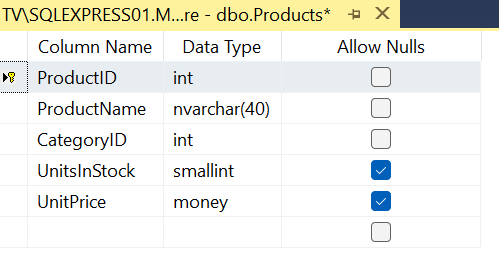 TV\SQLEXPRESS01.M...re - dbo.Products*
Column Name Data Type Allow Nulls
ProductID int
ProductName nvarchar(40)
CategoryID int
UnitsInStock smallint
UnitPrice money